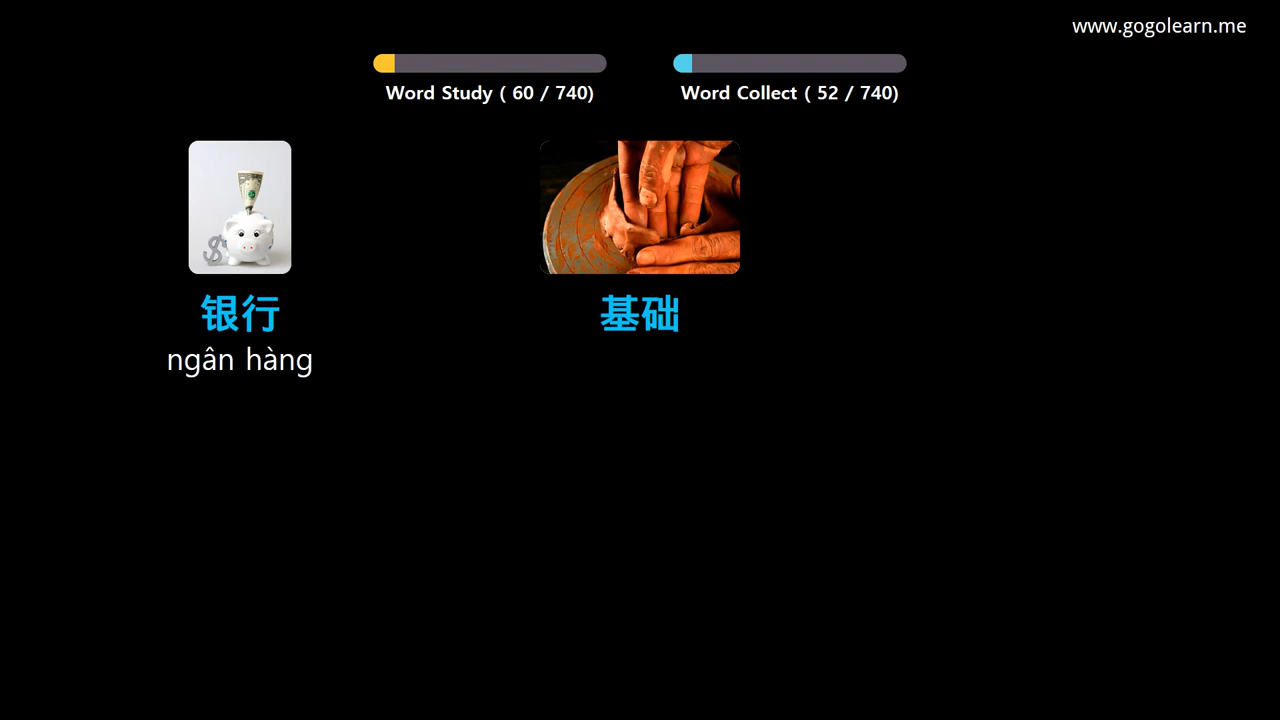 www.gogolearn.me
Word Study ( 60 / 740)
Word Collect ( 52 / 740)
银行
ngân hàng
基础